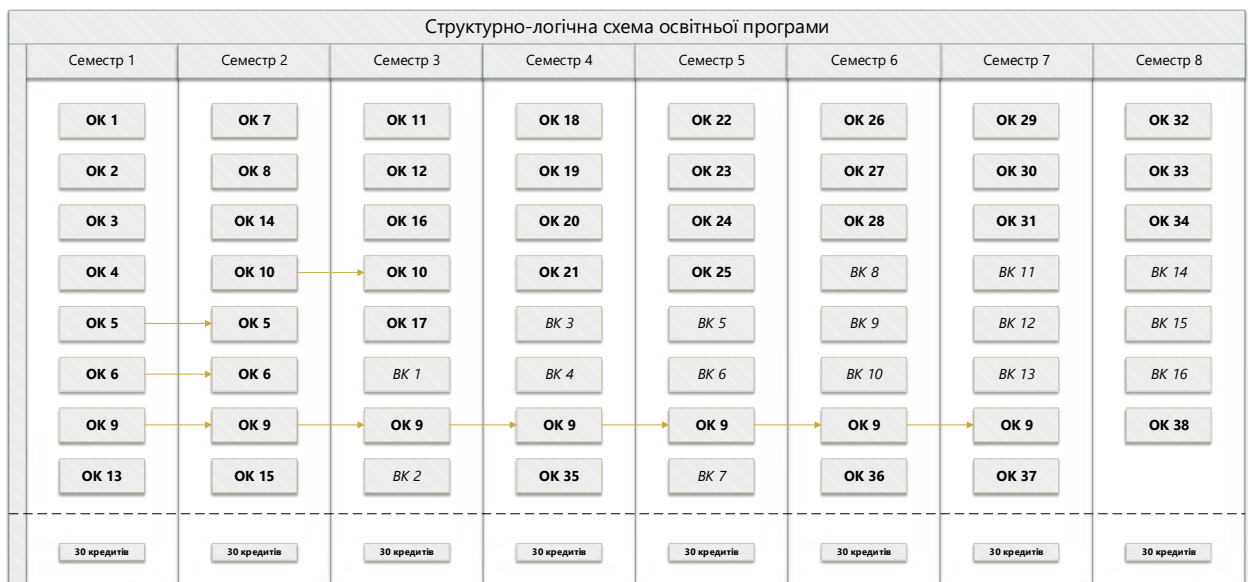 Структурно-логічна схема освітньої програми
Семестр 1 Семестр 2 Семестр 3 Семестр 4 Семестр 5 Семестр 6 Семестр 7 Семестр 8
ОК 1 ОК 7 ОК 11 ОК 18 ОК 22 ОК 26 ОК 29 ОК 32
ОК 2 ОК 8 ОК 12 ОК 19 ОК 23 ОК 27 ОК 30 ОК 33
ОК 3 ОК 14 ОК 16 ОК 20 ОК 24 ОК 28 ОК 31 ОК 34
ОК 4 ОК 10 ОК 10 ОК 21 ОК 25 ВК 8 ВК 11 ВК 14
ОК 5 ОК 5 ОК 17 ВК 3 ВК 5 ВК 9 ВК 12 ВК 15
ОК 6 ОК 6 ВК 1 ВК 4 ВК 6 ВК 10 ВК 13 ВК 16
ОК 9 ОК 9 ОК 9 ОК 9 ОК 9 ОК 9 ОК 9 ОК 38
ОК 13 ОК 15 ВК 2 ОК 35 ВК 7 ОК 36 ОК 37
30 кредитів 30 кредитів 30 кредитів 30 кредитів 30 кредитів 30 кредитів 30 кредитів 30 кредитів